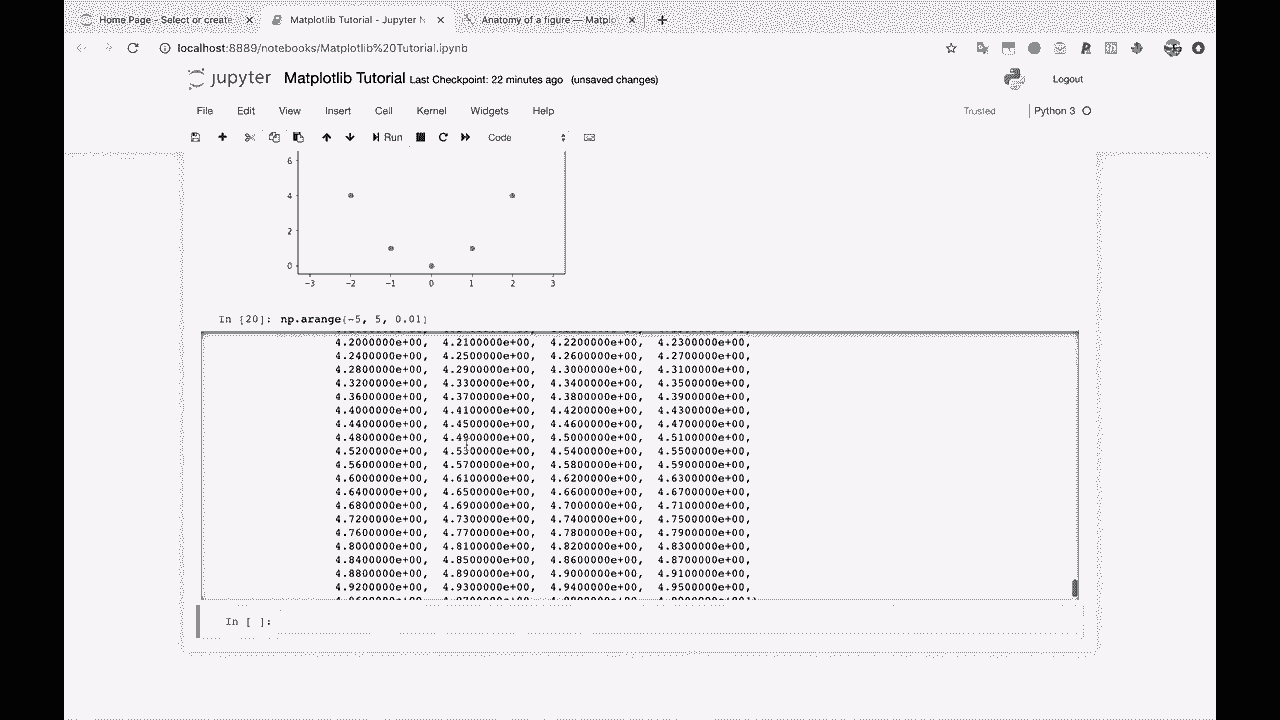 Home Page - Select or create
Matplotlib Tutorial - Jupyter N
Anatomy of a figure — Matplo
localhost:8889/notebooks/Matplotlib%20Tutorial.ipynb
jupyter Matplotlib Tutorial Last Checkpoint: 22 minutes ago (unsaved changes)
Logout
File Edit View Insert Cell Kernel Widgets Help
Trusted Python 3
Run Code
6
4
2
0
-3 -2 -1 0 1 2 3
In [20]: np.arange(-5, 5, 0.01)
4.2000000e+00, 4.2100000e+00, 4.2200000e+00, 4.2300000e+00,
4.2400000e+00, 4.2500000e+00, 4.2600000e+00, 4.2700000e+00,
4.2800000e+00, 4.2900000e+00, 4.3000000e+00, 4.3100000e+00,
4.3200000e+00, 4.3300000e+00, 4.3400000e+00, 4.3500000e+00,
4.3600000e+00, 4.3700000e+00, 4.3800000e+00, 4.3900000e+00,
4.4000000e+00, 4.4100000e+00, 4.4200000e+00, 4.4300000e+00,
4.4400000e+00, 4.4500000e+00, 4.4600000e+00, 4.4700000e+00,
4.4800000e+00, 4.4900000e+00, 4.5000000e+00, 4.5100000e+00,
4.5200000e+00, 4.5300000e+00, 4.5400000e+00, 4.5500000e+00,
4.5600000e+00, 4.5700000e+00, 4.5800000e+00, 4.5900000e+00,
4.6000000e+00, 4.6100000e+00, 4.6200000e+00, 4.6300000e+00,
4.6400000e+00, 4.6500000e+00, 4.6600000e+00, 4.6700000e+00,
4.6800000e+00, 4.6900000e+00, 4.7000000e+00, 4.7100000e+00,
4.7200000e+00, 4.7300000e+00, 4.7400000e+00, 4.7500000e+00,
4.7600000e+00, 4.7700000e+00, 4.7800000e+00, 4.7900000e+00,
4.8000000e+00, 4.8100000e+00, 4.8200000e+00, 4.8300000e+00,
4.8400000e+00, 4.8500000e+00, 4.8600000e+00, 4.8700000e+00,
4.8800000e+00, 4.8900000e+00, 4.9000000e+00, 4.9100000e+00,
4.9200000e+00, 4.9300000e+00, 4.9400000e+00, 4.9500000e+00,
In [ ]: